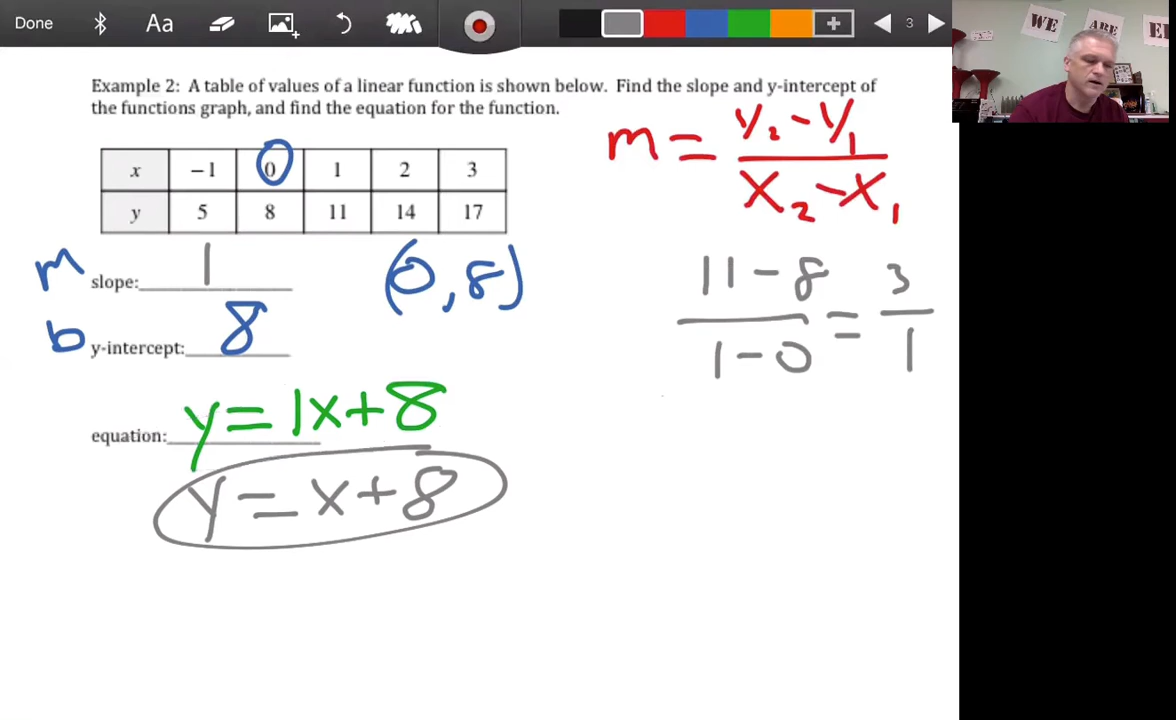 Done Aa 3
WE ARE
Example 2: A table of values of a linear function is shown below. Find the slope and y-intercept of
the functions graph, and find the equation for the function.
m = y₂ - y₁ / x₂ - x₁
x -1 0 1 2 3
y 5 8 11 14 17
m slope: 1
(0, 8)
11 - 8 / 1 - 0 = 3 / 1
b y-intercept: 8
equation: y = 1x + 8
y = x + 8